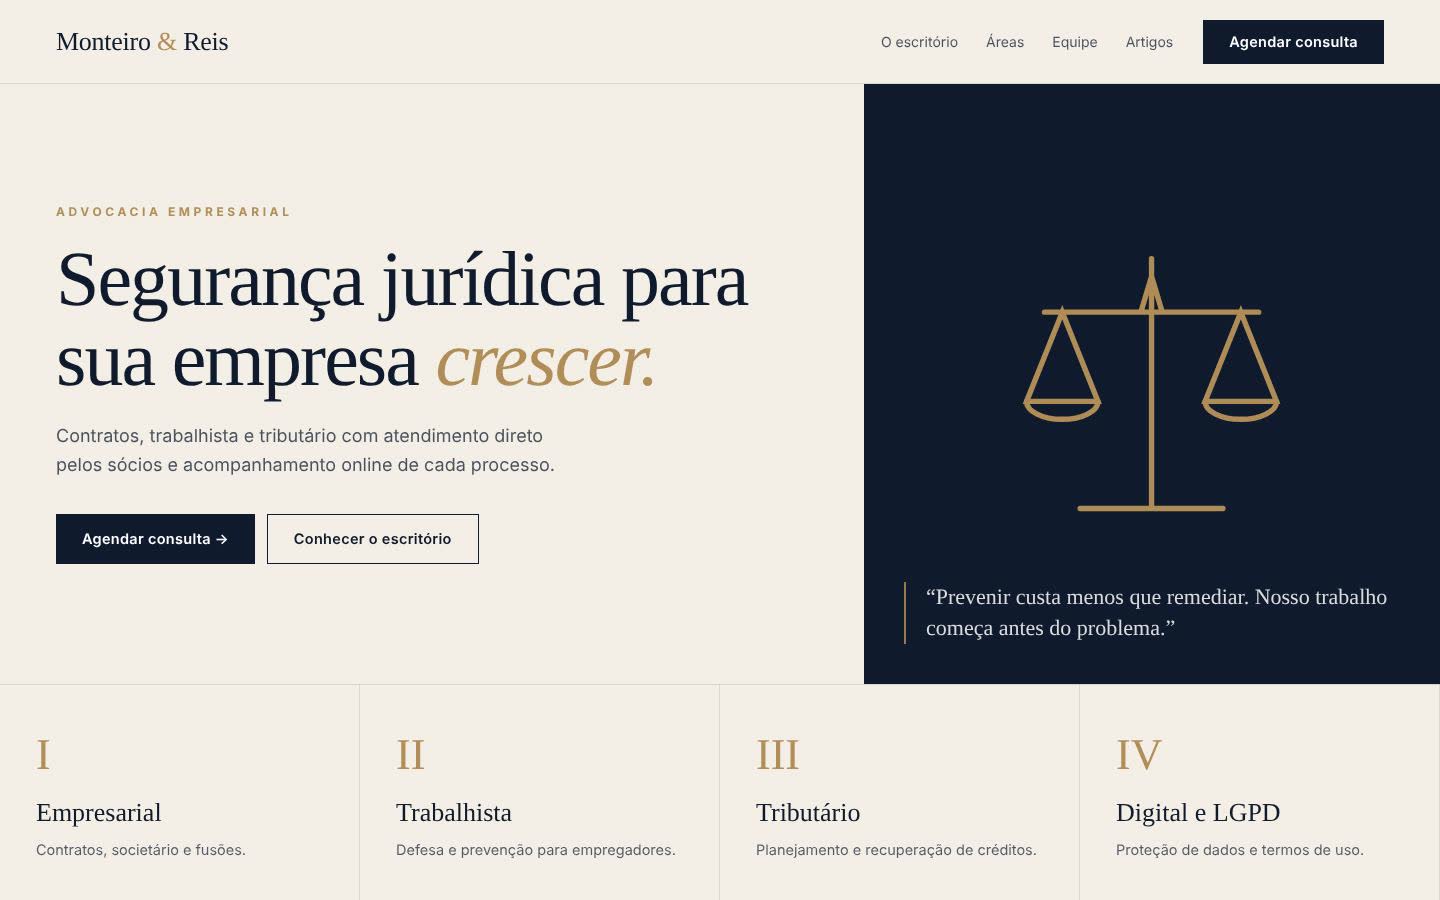 Monteiro & Reis
O escritório
Áreas
Equipe
Artigos
Agendar consulta
ADVOCACIA EMPRESARIAL
Segurança jurídica para
sua empresa crescer.
Contratos, trabalhista e tributário com atendimento direto
pelos sócios e acompanhamento online de cada processo.
Agendar consulta →
Conhecer o escritório
“Prevenir custa menos que remediar. Nosso trabalho
começa antes do problema.”
I
Empresarial
Contratos, societário e fusões.
II
Trabalhista
Defesa e prevenção para empregadores.
III
Tributário
Planejamento e recuperação de créditos.
IV
Digital e LGPD
Proteção de dados e termos de uso.